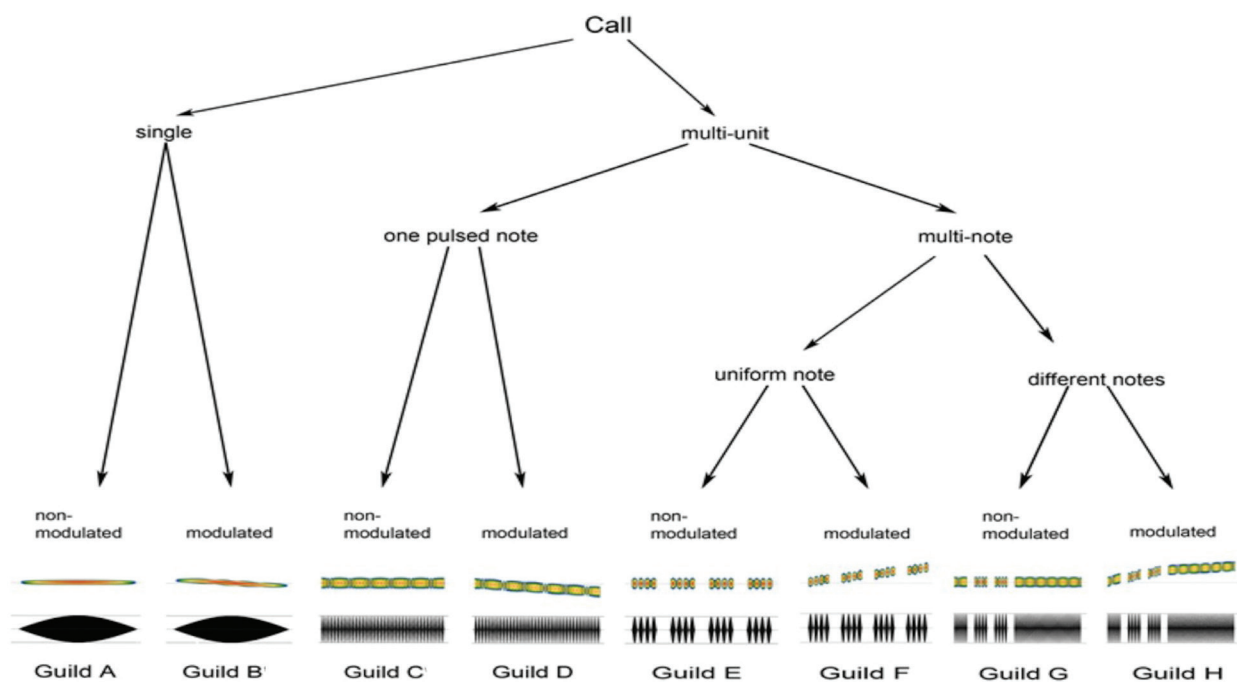 Call
single
multi-unit
one pulsed note
multi-note
uniform note
different notes
non-
modulated
modulated
non-
modulated
modulated
non-
modulated
modulated
non-
modulated
modulated
Guild A
Guild B'
Guild C'
Guild D
Guild E
Guild F
Guild G
Guild H